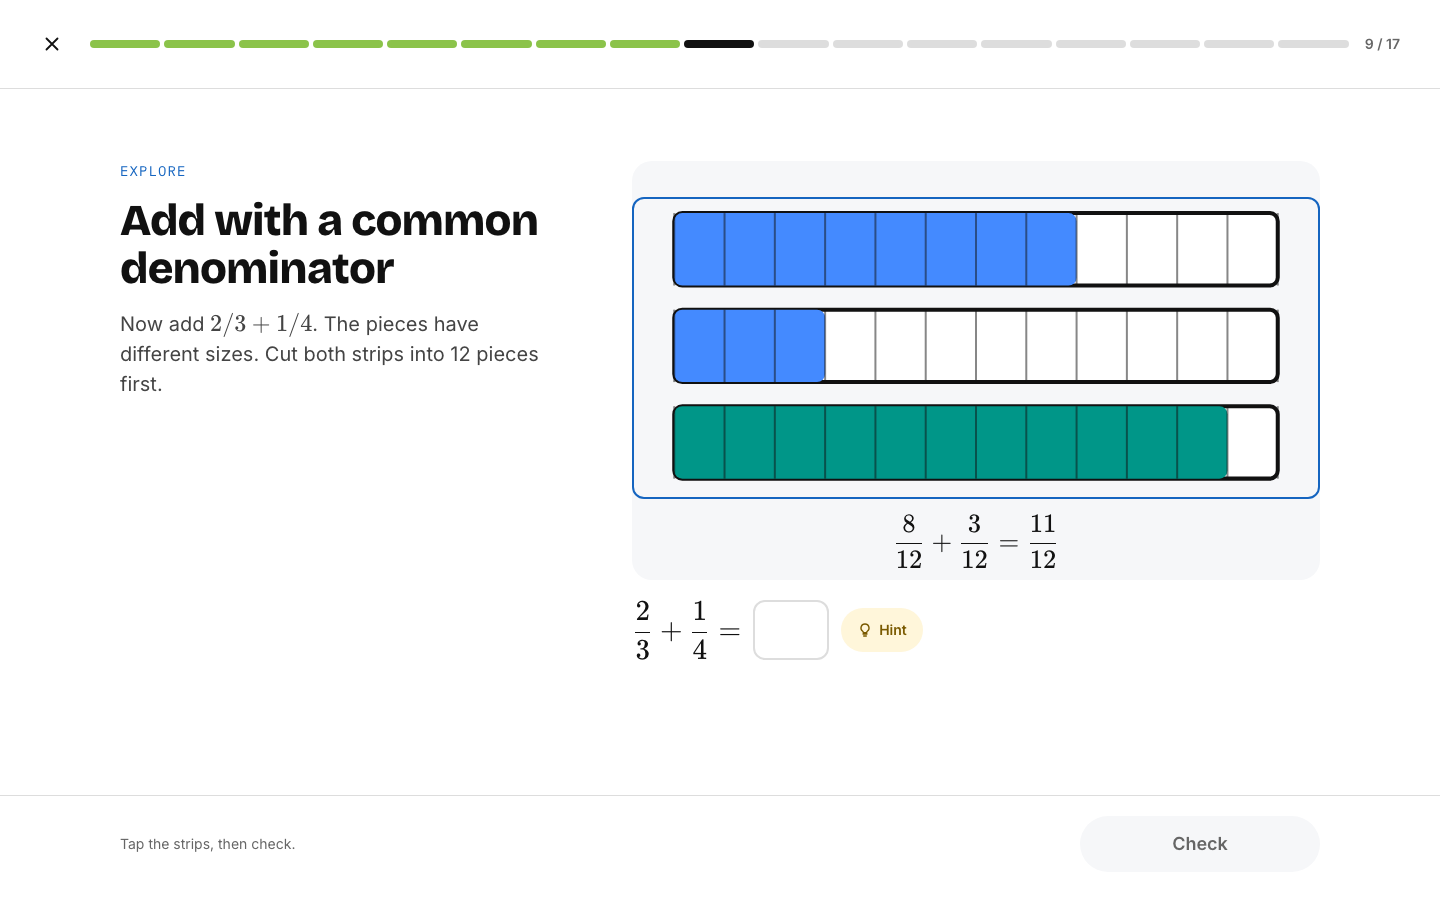 9 / 17
EXPLORE
Add with a common
denominator
Now add 2/3 + 1/4. The pieces have
different sizes. Cut both strips into 12 pieces
first.
8/12 + 3/12 = 11/12
2/3 + 1/4 =
Hint
Tap the strips, then check.
Check